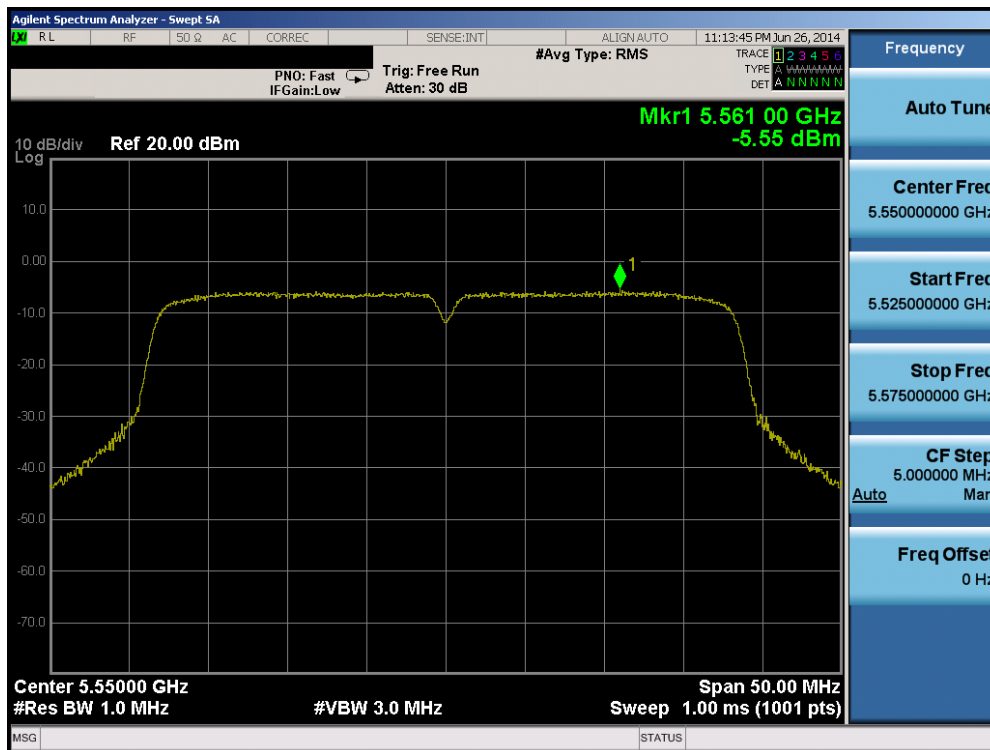 Agilent Spectrum Analyzer - Swept SA
LXI RL RF 50 Ω AC CORREC SENSE:INT ALIGN AUTO 11:13:45 PM Jun 26, 2014
#Avg Type: RMS
TRACE 1 2 3 4 5 6
PNO: Fast Trig: Free Run
TYPE A WWWWW
IFGain:Low Atten: 30 dB
DET A N N N N N
Mkr1 5.561 00 GHz
-5.55 dBm
10 dB/div Ref 20.00 dBm
Log
10.0
0.00
1
-10.0
-20.0
-30.0
-40.0
-50.0
-60.0
-70.0
Center 5.55000 GHz Span 50.00 MHz
#Res BW 1.0 MHz #VBW 3.0 MHz Sweep 1.00 ms (1001 pts)
MSG STATUS
Frequency
Auto Tune
Center Freq
5.550000000 GHz
Start Freq
5.525000000 GHz
Stop Freq
5.575000000 GHz
CF Step
5.000000 MHz
Auto Man
Freq Offset
0 Hz